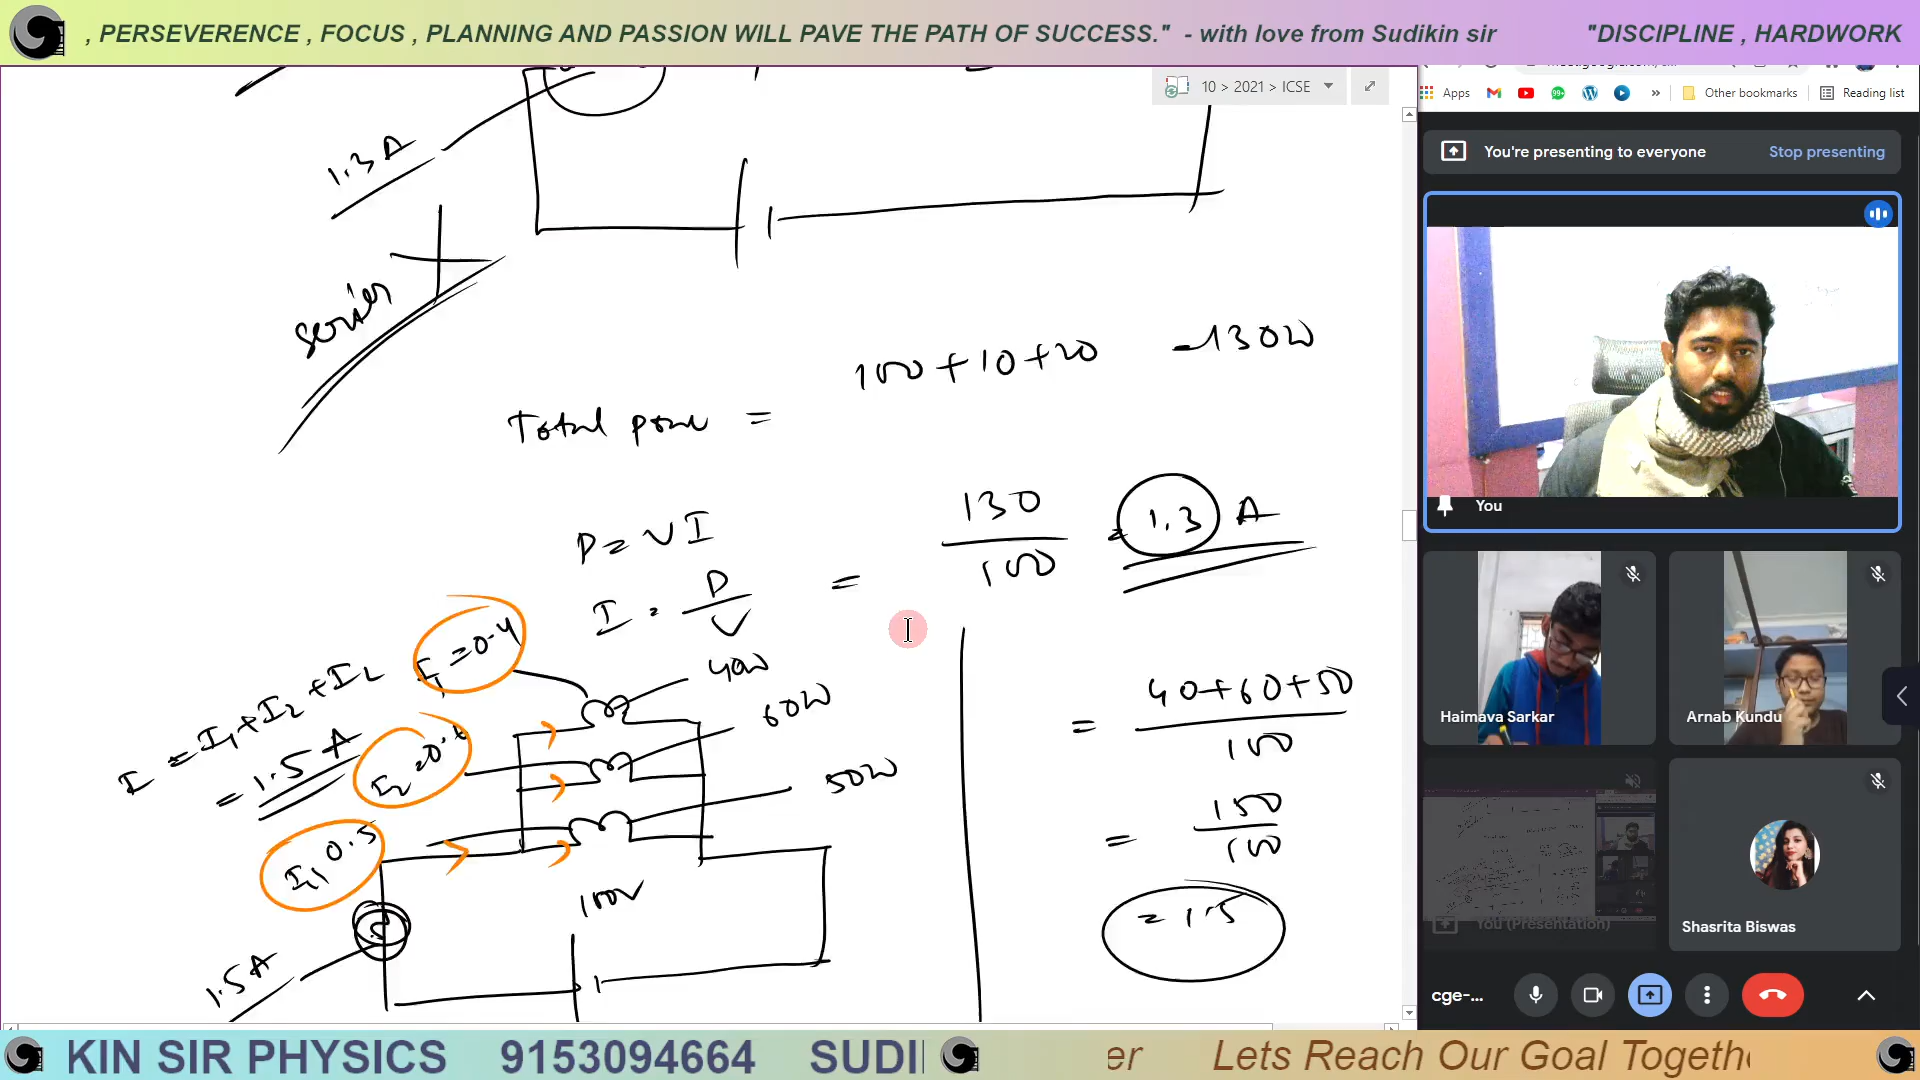 , PERSEVERENCE , FOCUS , PLANNING AND PASSION WILL PAVE THE PATH OF SUCCESS." - with love from Sudikin sir "DISCIPLINE , HARDWORK
10 > 2021 > ICSE
Apps
99+
»
Other bookmarks
Reading list
You're presenting to everyone
Stop presenting
You
Haimava Sarkar
Arnab Kundu
You (Presentation)
Shasrita Biswas
cge-...
1.3 A
series
100+10+20 = 130W
Total =
P = VI
130
100
= 1.3 A
I = P
V
=
I1 = 0.4
40W
60W
50W
I = I1 + I2 + I2
= 1.5 A
I2 = 0.6
0.5
100V
1.5A
= 40+60+50
100
= 150
100
= 1.5
KIN SIR PHYSICS 9153094664 SUDI
er Lets Reach Our Goal Togeth